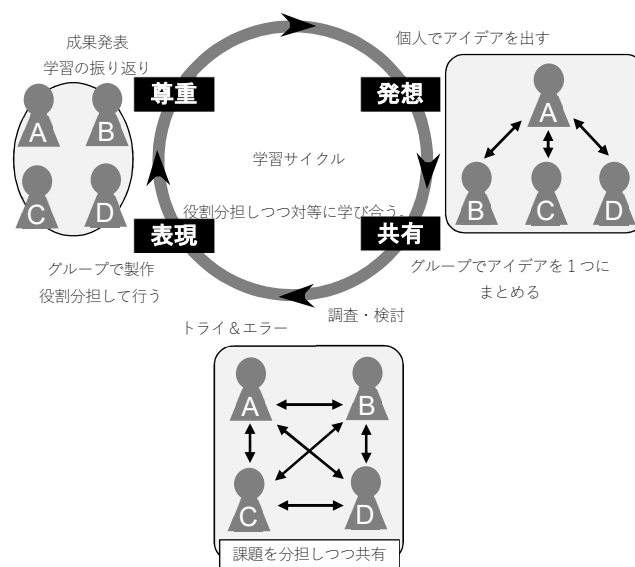 成果発表
学習の振り返り
個人でアイデアを出す
尊重
発想
A
B
C
D
A
B
C
D
学習サイクル
役割分担しつつ対等に学び合う。
表現
共有
グループで製作
役割分担して行う
グループでアイデアを１つに
まとめる
調査・検討
トライ＆エラー
A
B
C
D
課題を分担しつつ共有